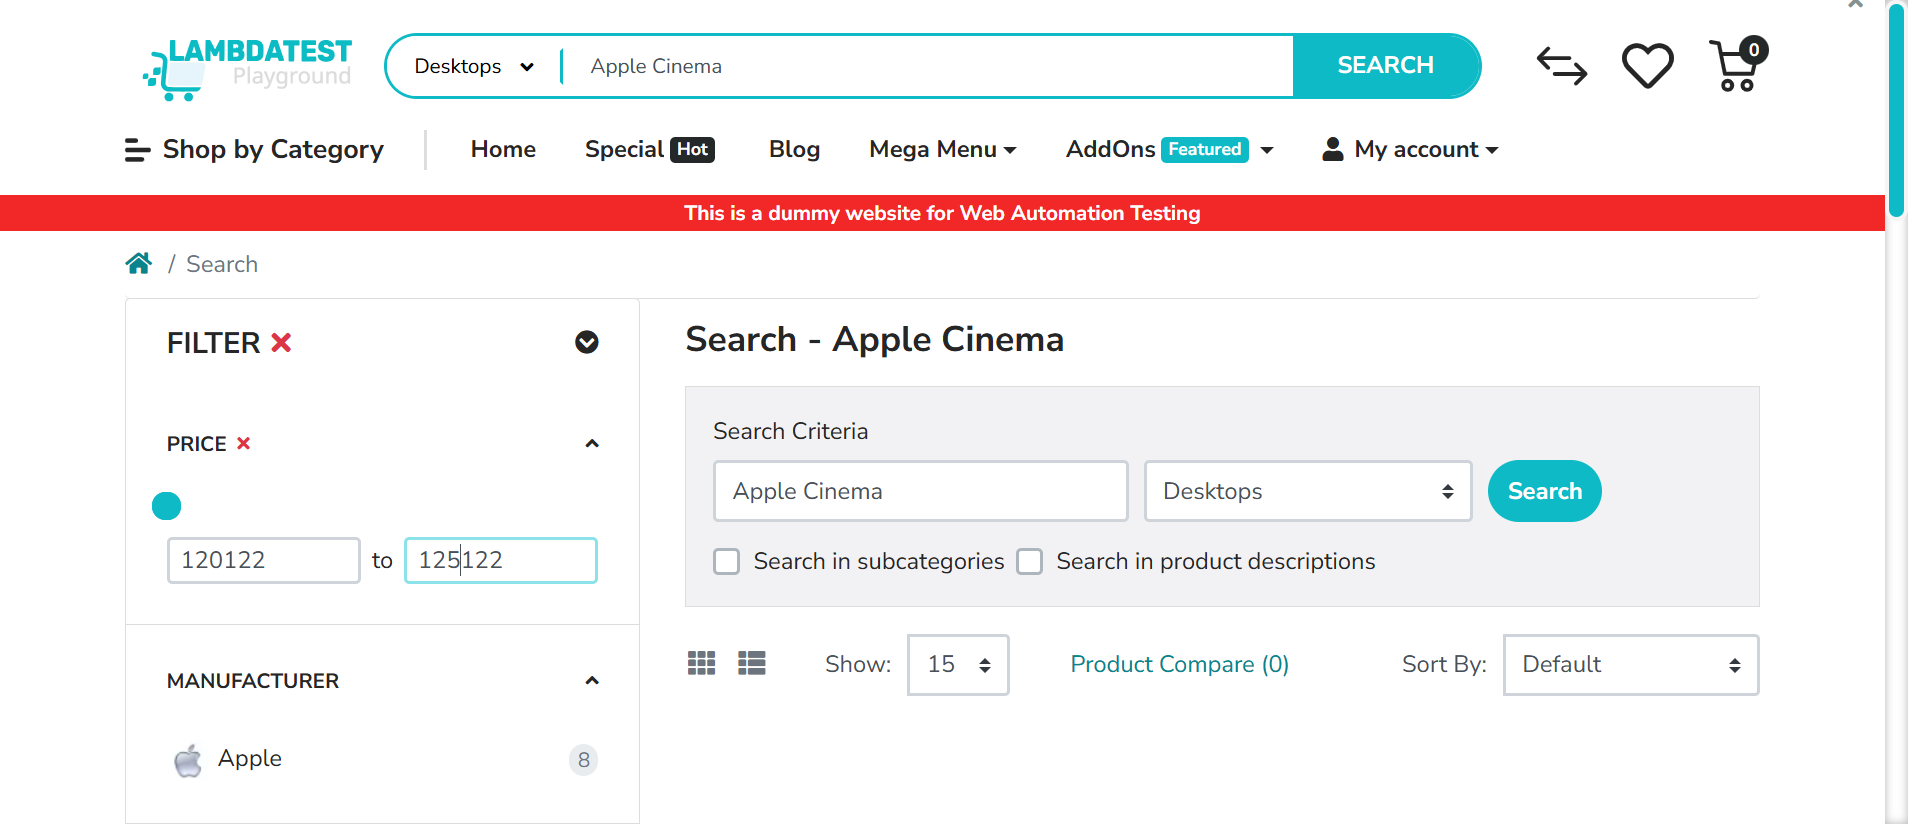 LAMBDATEST
Playground
Desktops
Apple Cinema
SEARCH
0
Shop by Category
Home
Special Hot
Blog
Mega Menu
AddOns Featured
My account
This is a dummy website for Web Automation Testing
/ Search
FILTER
PRICE
120122 to 125122
MANUFACTURER
Apple 8
Search - Apple Cinema
Search Criteria
Apple Cinema
Desktops
Search
Search in subcategories
Search in product descriptions
Show: 15
Product Compare (0)
Sort By: Default